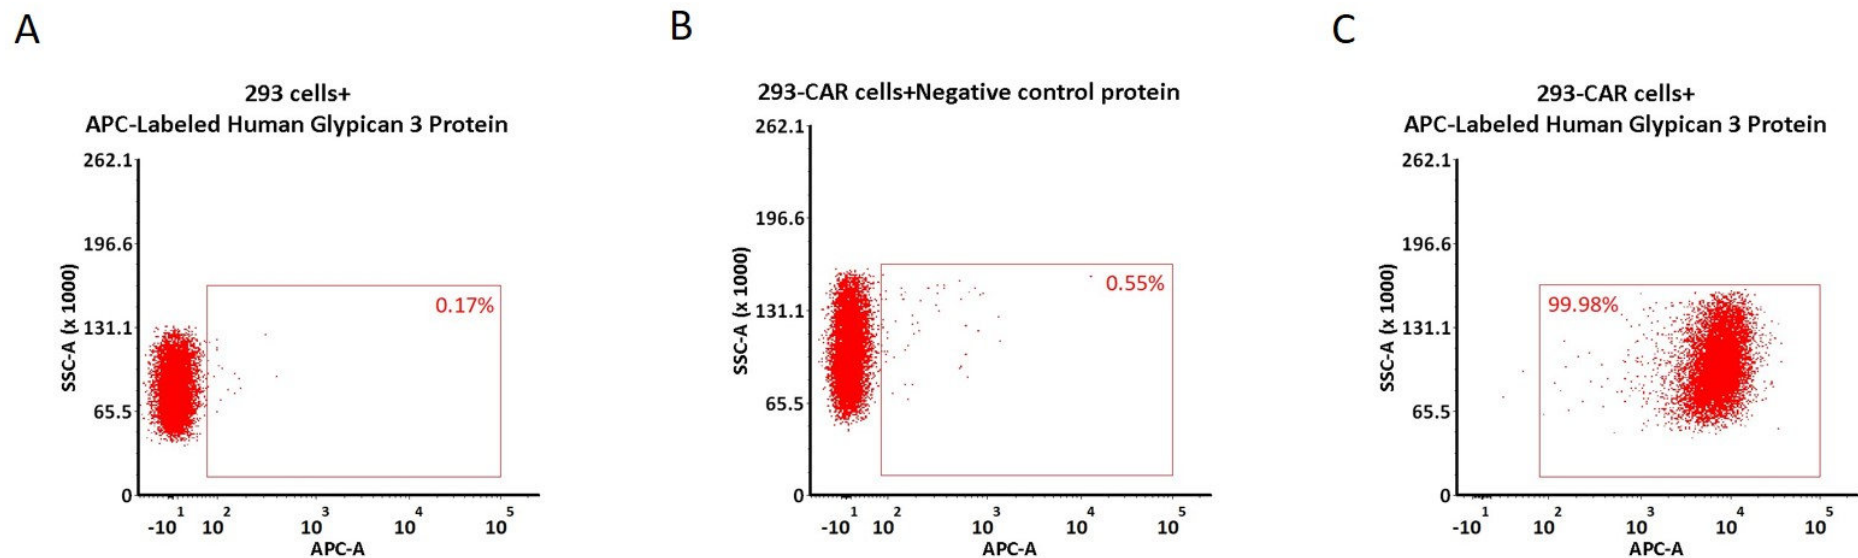 A
293 cells+
APC-Labeled Human Glypican 3 Protein
262.1
196.6
131.1
65.5
0
SSC-A (x 1000)
0.17%
-10 1 10 2 10 3 10 4 10 5
APC-A
B
293-CAR cells+Negative control protein
262.1
196.6
131.1
65.5
0
SSC-A (x 1000)
0.55%
-10 1 10 2 10 3 10 4 10 5
APC-A
C
293-CAR cells+
APC-Labeled Human Glypican 3 Protein
262.1
196.6
131.1
65.5
0
SSC-A (x 1000)
99.98%
-10 1 10 2 10 3 10 4 10 5
APC-A